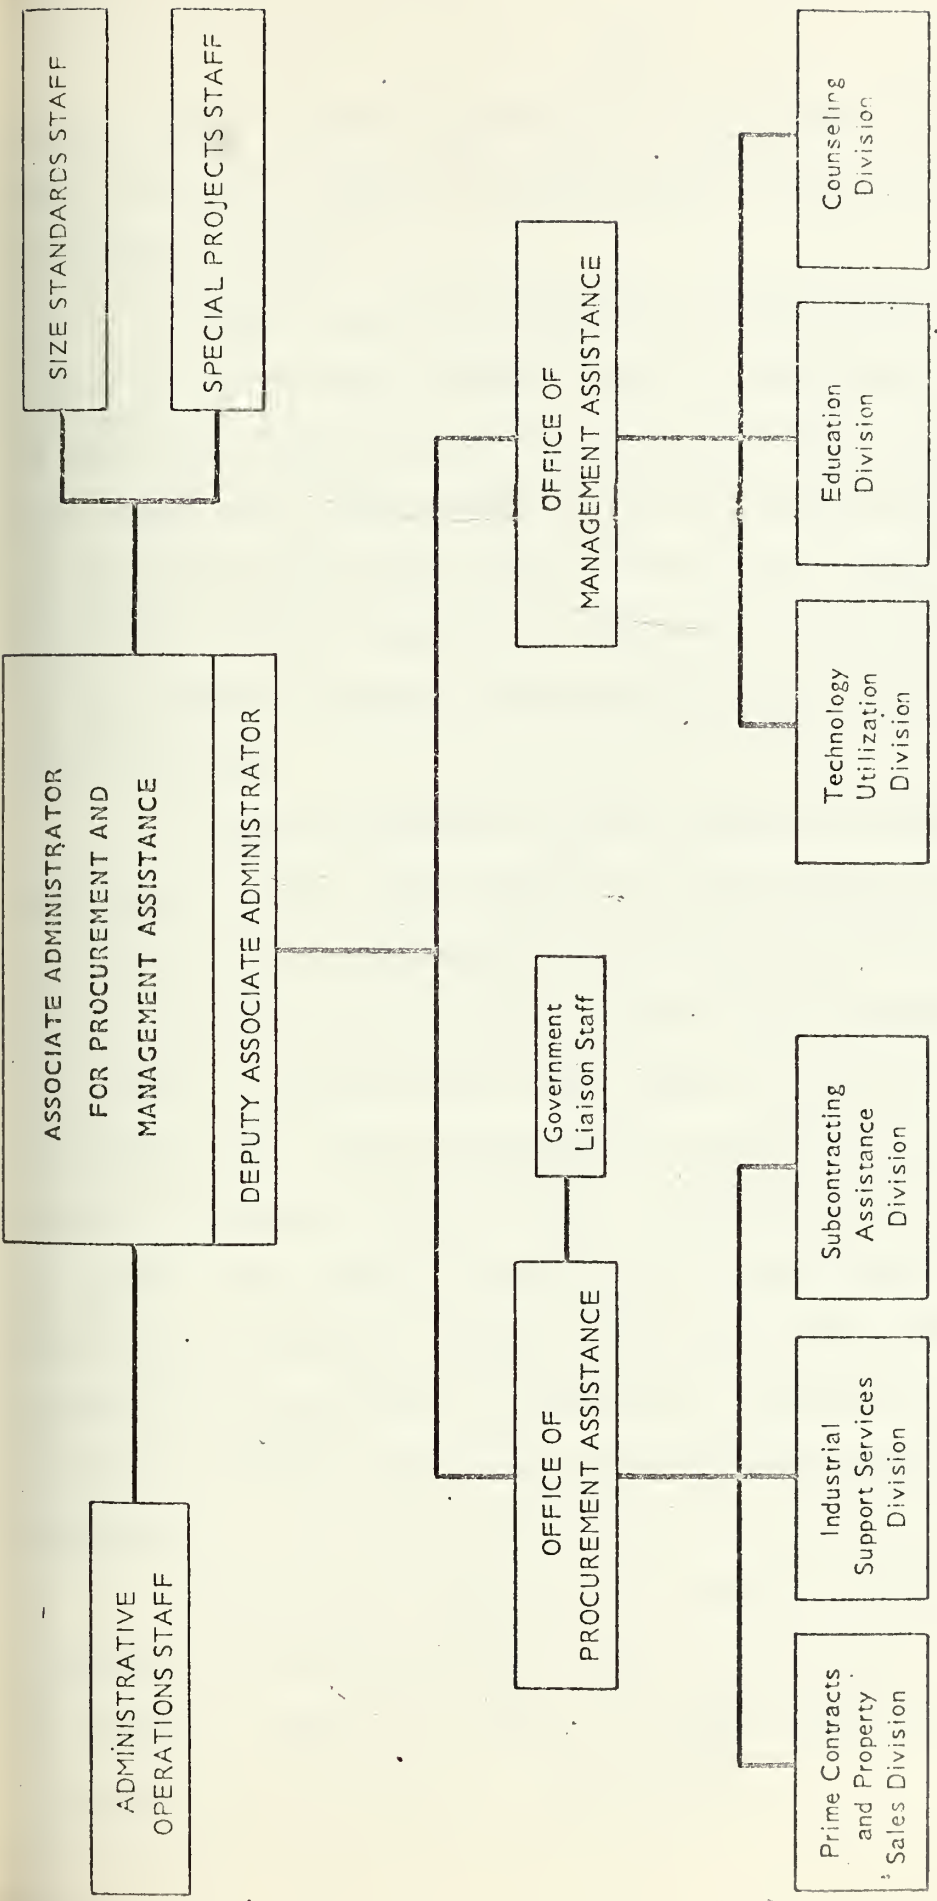 SIZE STANDARDS STAFF
SPECIAL PROJECTS STAFF
ASSOCIATE ADMINISTRATOR
FOR PROCUREMENT AND
MANAGEMENT ASSISTANCE
DEPUTY ASSOCIATE ADMINISTRATOR
ADMINISTRATIVE
OPERATIONS STAFF
OFFICE OF
PROCUREMENT ASSISTANCE
Government
Liaison Staff
OFFICE OF
MANAGEMENT ASSISTANCE
Prime Contracts
and Property
Sales Division
Industrial
Support Services
Division
Subcontracting
Assistance
Division
Technology
Utilization
Division
Education
Division
Counseling
Division